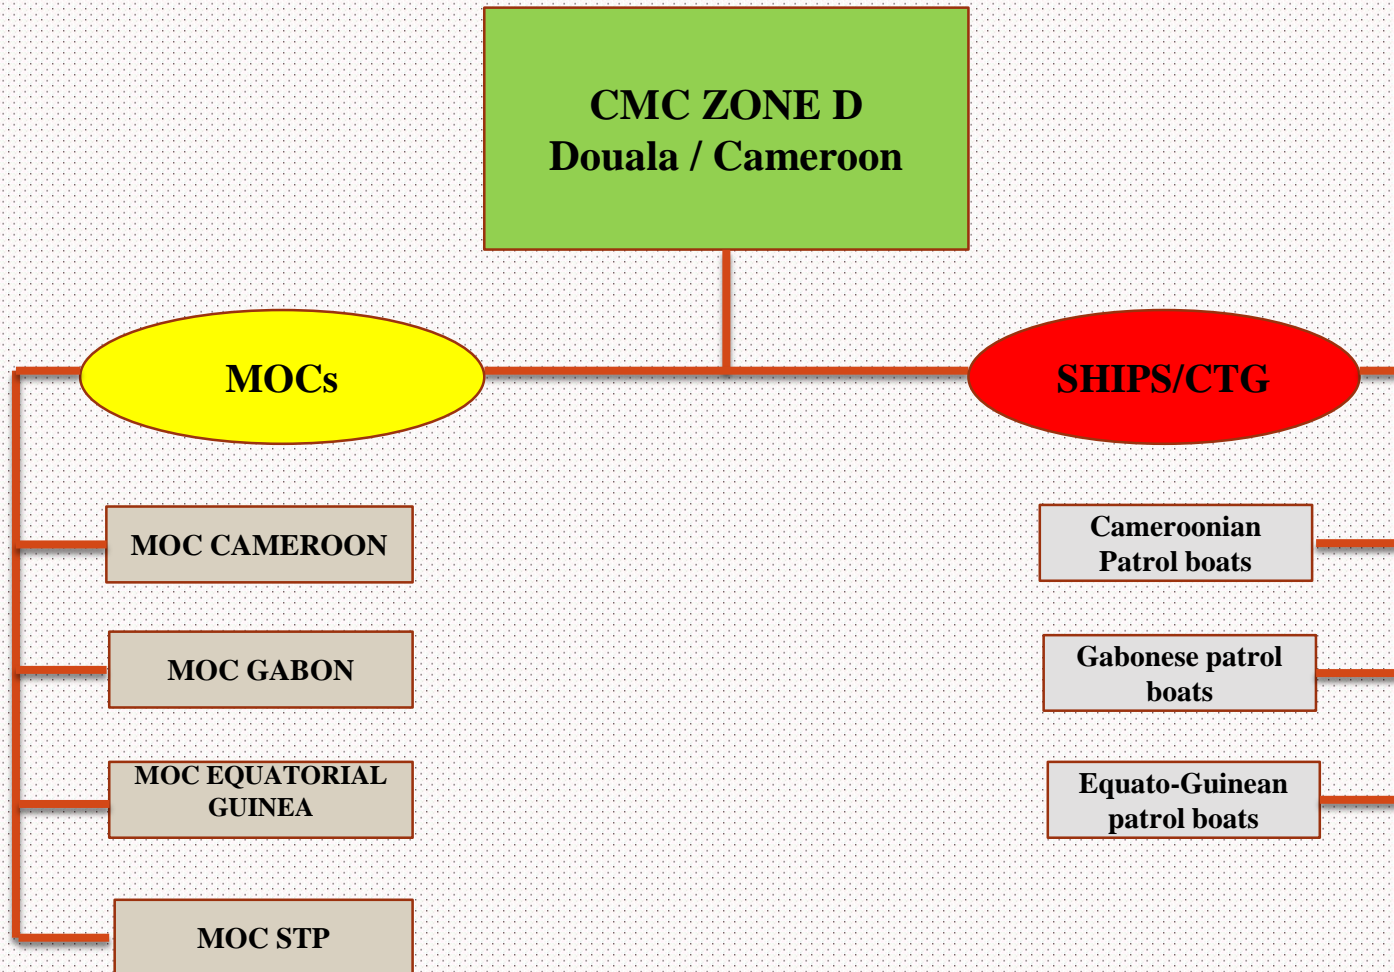 CMC ZONE D
Douala / Cameroon
MOCs
SHIPS/CTG
MOC CAMEROON
MOC GABON
MOC EQUATORIAL
GUINEA
MOC STP
Cameroonian
Patrol boats
Gabonese patrol
boats
Equato-Guinean
patrol boats